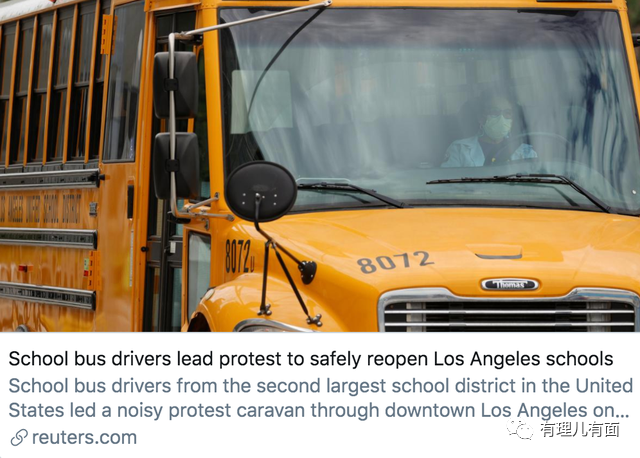 8072
8072
Thomas
School bus drivers lead protest to safely reopen Los Angeles schools
School bus drivers from the second largest school district in the United
States led a noisy protest caravan through downtown Los Angeles on...
reuters.com
有理儿有面